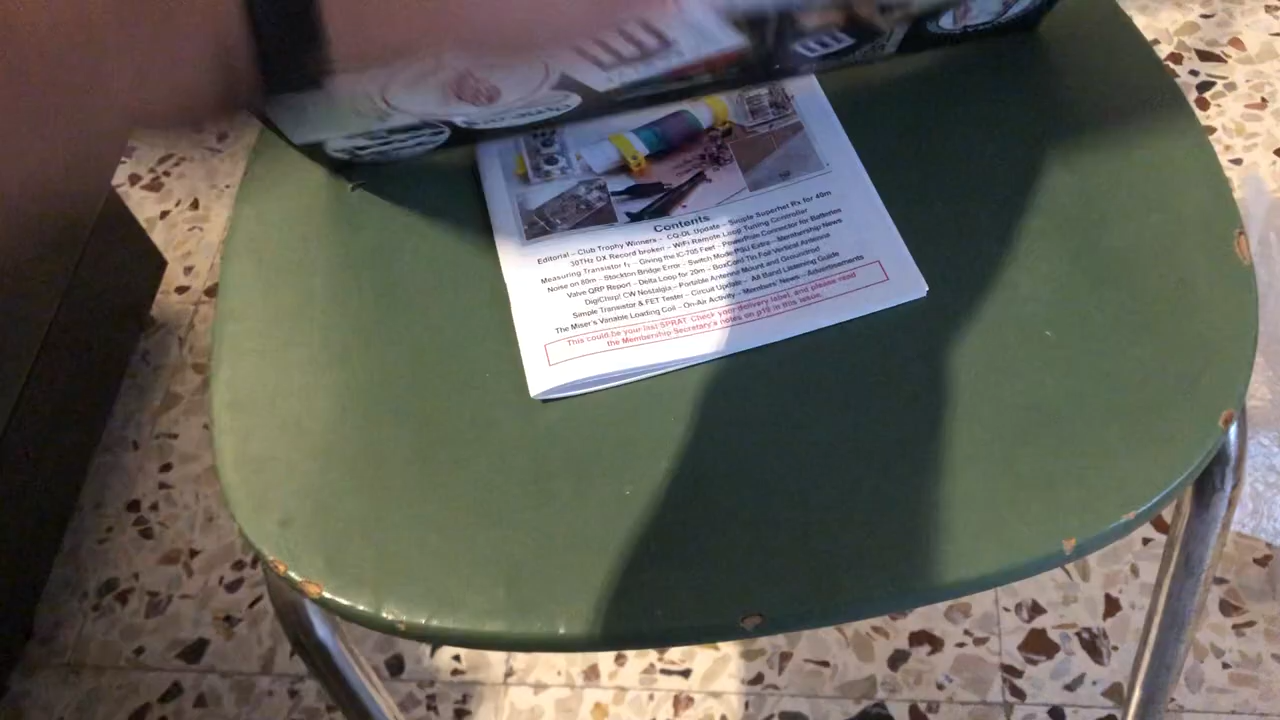 Contents
Editorial – Club Trophy Winners – CQ-DL Update – Simple Superhet Rx for 40m
30THz DX Record broken – WiFi Remote Loop Tuning Controller
Measuring Transistor fT – Giving the IC-705 Feet – PowerPole Connector for Batteries
Noise on 80m – Stockton Bridge Error – Switch Mode PSU Extra – Membership News
Valve QRP Report – Delta Loop for 20m – BoxCord Tin Foil Vertical Antenna
DigiChirp! CW Nostalgia – Portable Antenna Mount and Groundrod
Simple Transistor & FET Tester – Circuit Update – All Band Listening Guide
The Miser's Variable Loading Coil – On-Air Activity – Members' News – Advertisements
This could be your last SPRAT Check your delivery label, and please read
the Membership Secretary's notes on p19 in this issue.